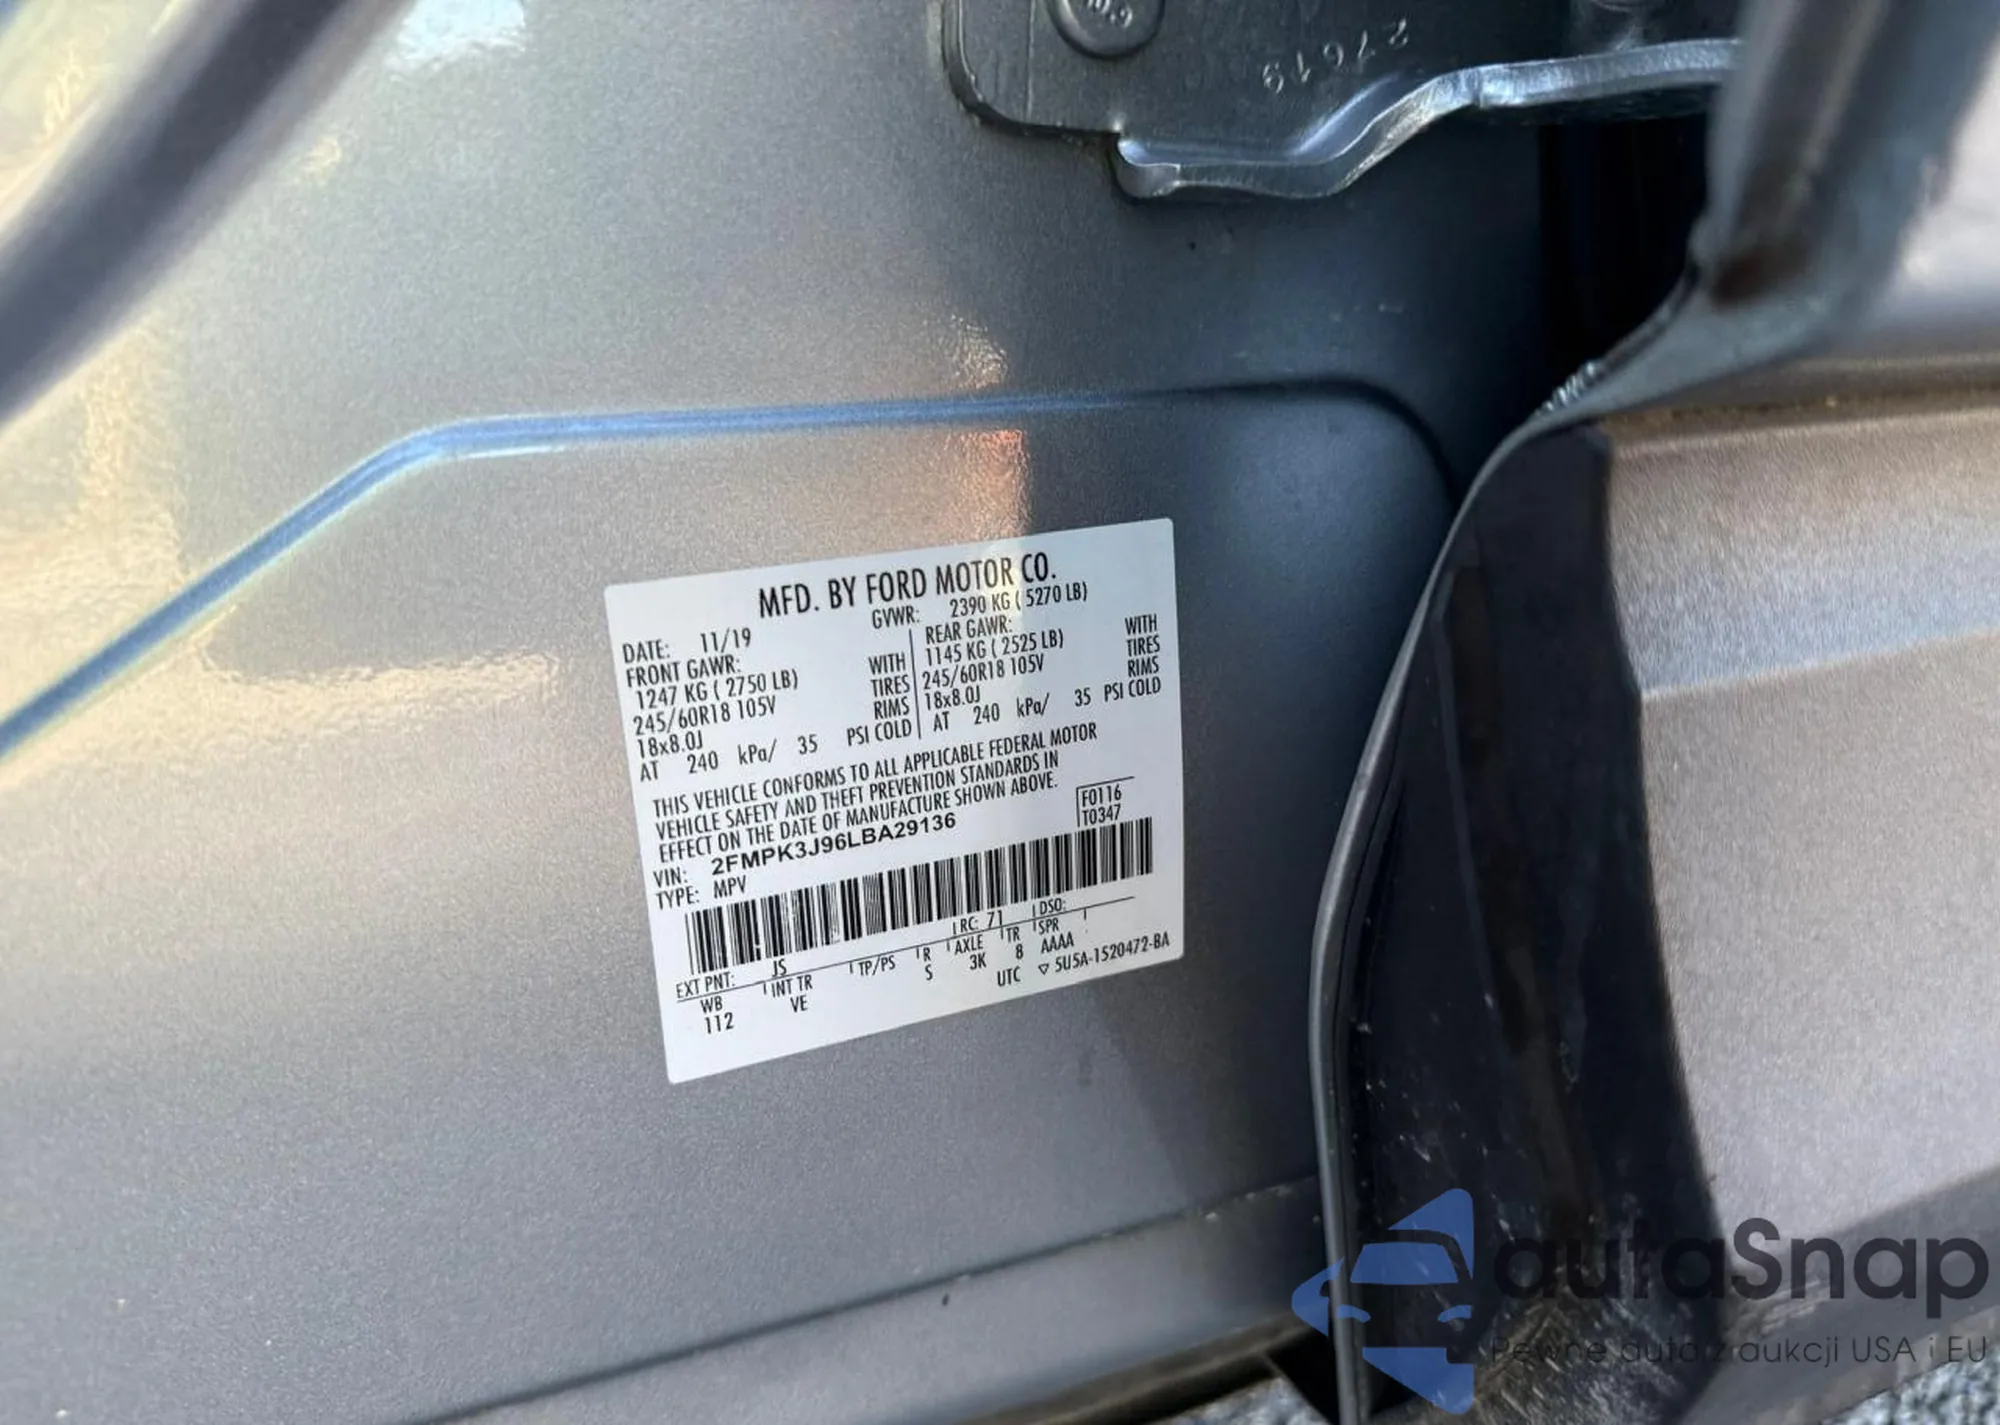 27619
MFD. BY FORD MOTOR CO.
DATE: 11/19
GVWR: 2390 KG ( 5270 LB)
FRONT GAWR:
1247 KG ( 2750 LB) WITH
245/60R18 105V TIRES
18x8.0J RIMS
AT 240 kPa/ 35 PSI COLD
REAR GAWR:
1145 KG ( 2525 LB) WITH
245/60R18 105V TIRES
18x8.0J RIMS
AT 240 kPa/ 35 PSI COLD
THIS VEHICLE CONFORMS TO ALL APPLICABLE FEDERAL MOTOR
VEHICLE SAFETY AND THEFT PREVENTION STANDARDS IN
EFFECT ON THE DATE OF MANUFACTURE SHOWN ABOVE.
F0116
T0347
VIN: 2FMPK3J96LBA29136
TYPE: MPV
EXT PNT: JS RC: 71 DSO:
WB INT TR TP/PS R AXLE TR SPR
112 VE S 3K 8 AAAA
UTC ▽ 5U5A-1520472-BA
autaSnap
Pewne auta z aukcji USA i EU